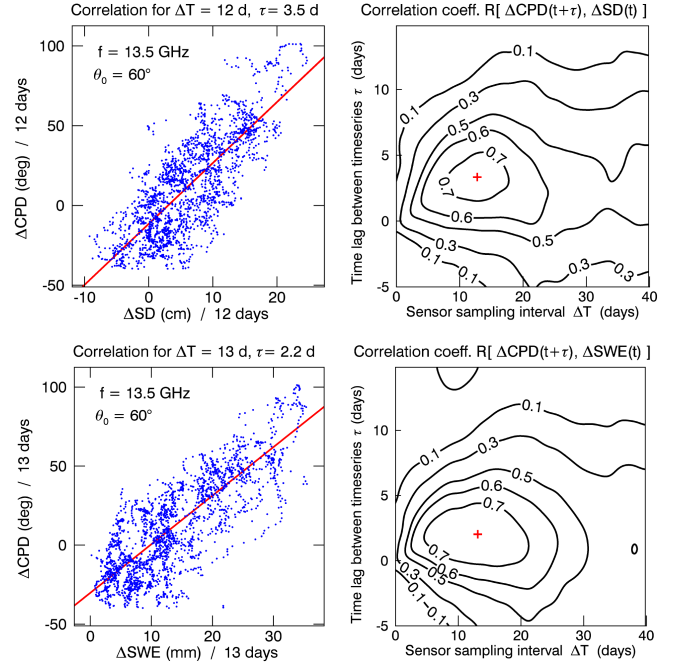 Correlation for ΔT = 12 d, τ = 3.5 d
f = 13.5 GHz
θ0 = 60°
ΔCPD (deg) / 12 days
100
50
0
-50
-10 0 10 20
ΔSD (cm) / 12 days
Correlation coeff. R[ ΔCPD(t+τ), ΔSD(t) ]
Time lag between timeseries τ (days)
10
5
0
-5
0.1
0.1
0.3
0.5
0.6
0.7
0.7
0.6
0.5
0.3
0.1
0.1
0.3
0.3
0 10 20 30 40
Sensor sampling interval ΔT (days)
Correlation for ΔT = 13 d, τ = 2.2 d
f = 13.5 GHz
θ0 = 60°
ΔCPD (deg) / 13 days
100
50
0
-50
0 10 20 30
ΔSWE (mm) / 13 days
Correlation coeff. R[ ΔCPD(t+τ), ΔSWE(t) ]
Time lag between timeseries τ (days)
10
5
0
-5
0.1
0.1
0.3
0.5
0.6
0.7
0.7
0.6
0.5
0.3
-0.1
-0.1
0
0 10 20 30 40
Sensor sampling interval ΔT (days)